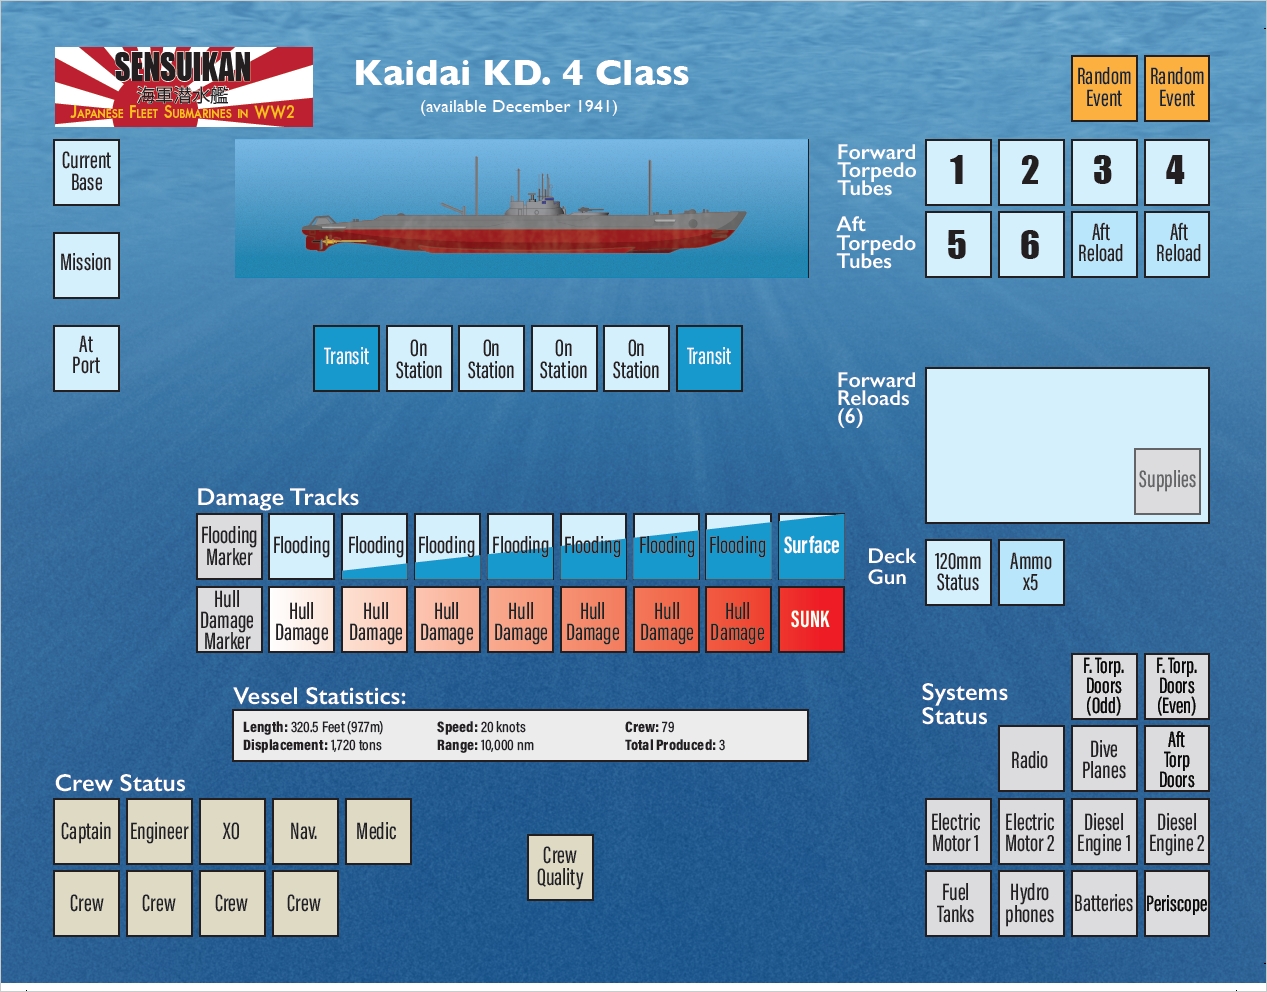 SENSUIKAN
海軍潜水艦
JAPANESE FLEET SUBMARINES IN WW2
Kaidai KD. 4 Class
(available December 1941)
Random
Event
Random
Event
Current
Base
Mission
At
Port
Forward
Torpedo
Tubes
1
2
3
4
Aft
Torpedo
Tubes
5
6
Aft
Reload
Aft
Reload
Transit
On
Station
On
Station
On
Station
On
Station
Transit
Forward
Reloads
(6)
Supplies
Damage Tracks
Flooding
Marker
Flooding
Flooding
Flooding
Flooding
Flooding
Flooding
Flooding
Surface
Hull
Damage
Marker
Hull
Damage
Hull
Damage
Hull
Damage
Hull
Damage
Hull
Damage
Hull
Damage
Hull
Damage
SUNK
Deck
Gun
120mm
Status
Ammo
x5
Vessel Statistics:
Length: 320.5 Feet (97.7m)
Speed: 20 knots
Crew: 79
Displacement: 1,720 tons
Range: 10,000 nm
Total Produced: 3
Systems
Status
F. Torp.
Doors
(Odd)
F. Torp.
Doors
(Even)
Radio
Dive
Planes
Aft
Torp
Doors
Electric
Motor 1
Electric
Motor 2
Diesel
Engine 1
Diesel
Engine 2
Fuel
Tanks
Hydro
phones
Batteries
Periscope
Crew Status
Captain
Engineer
XO
Nav.
Medic
Crew
Crew
Crew
Crew
Crew
Quality